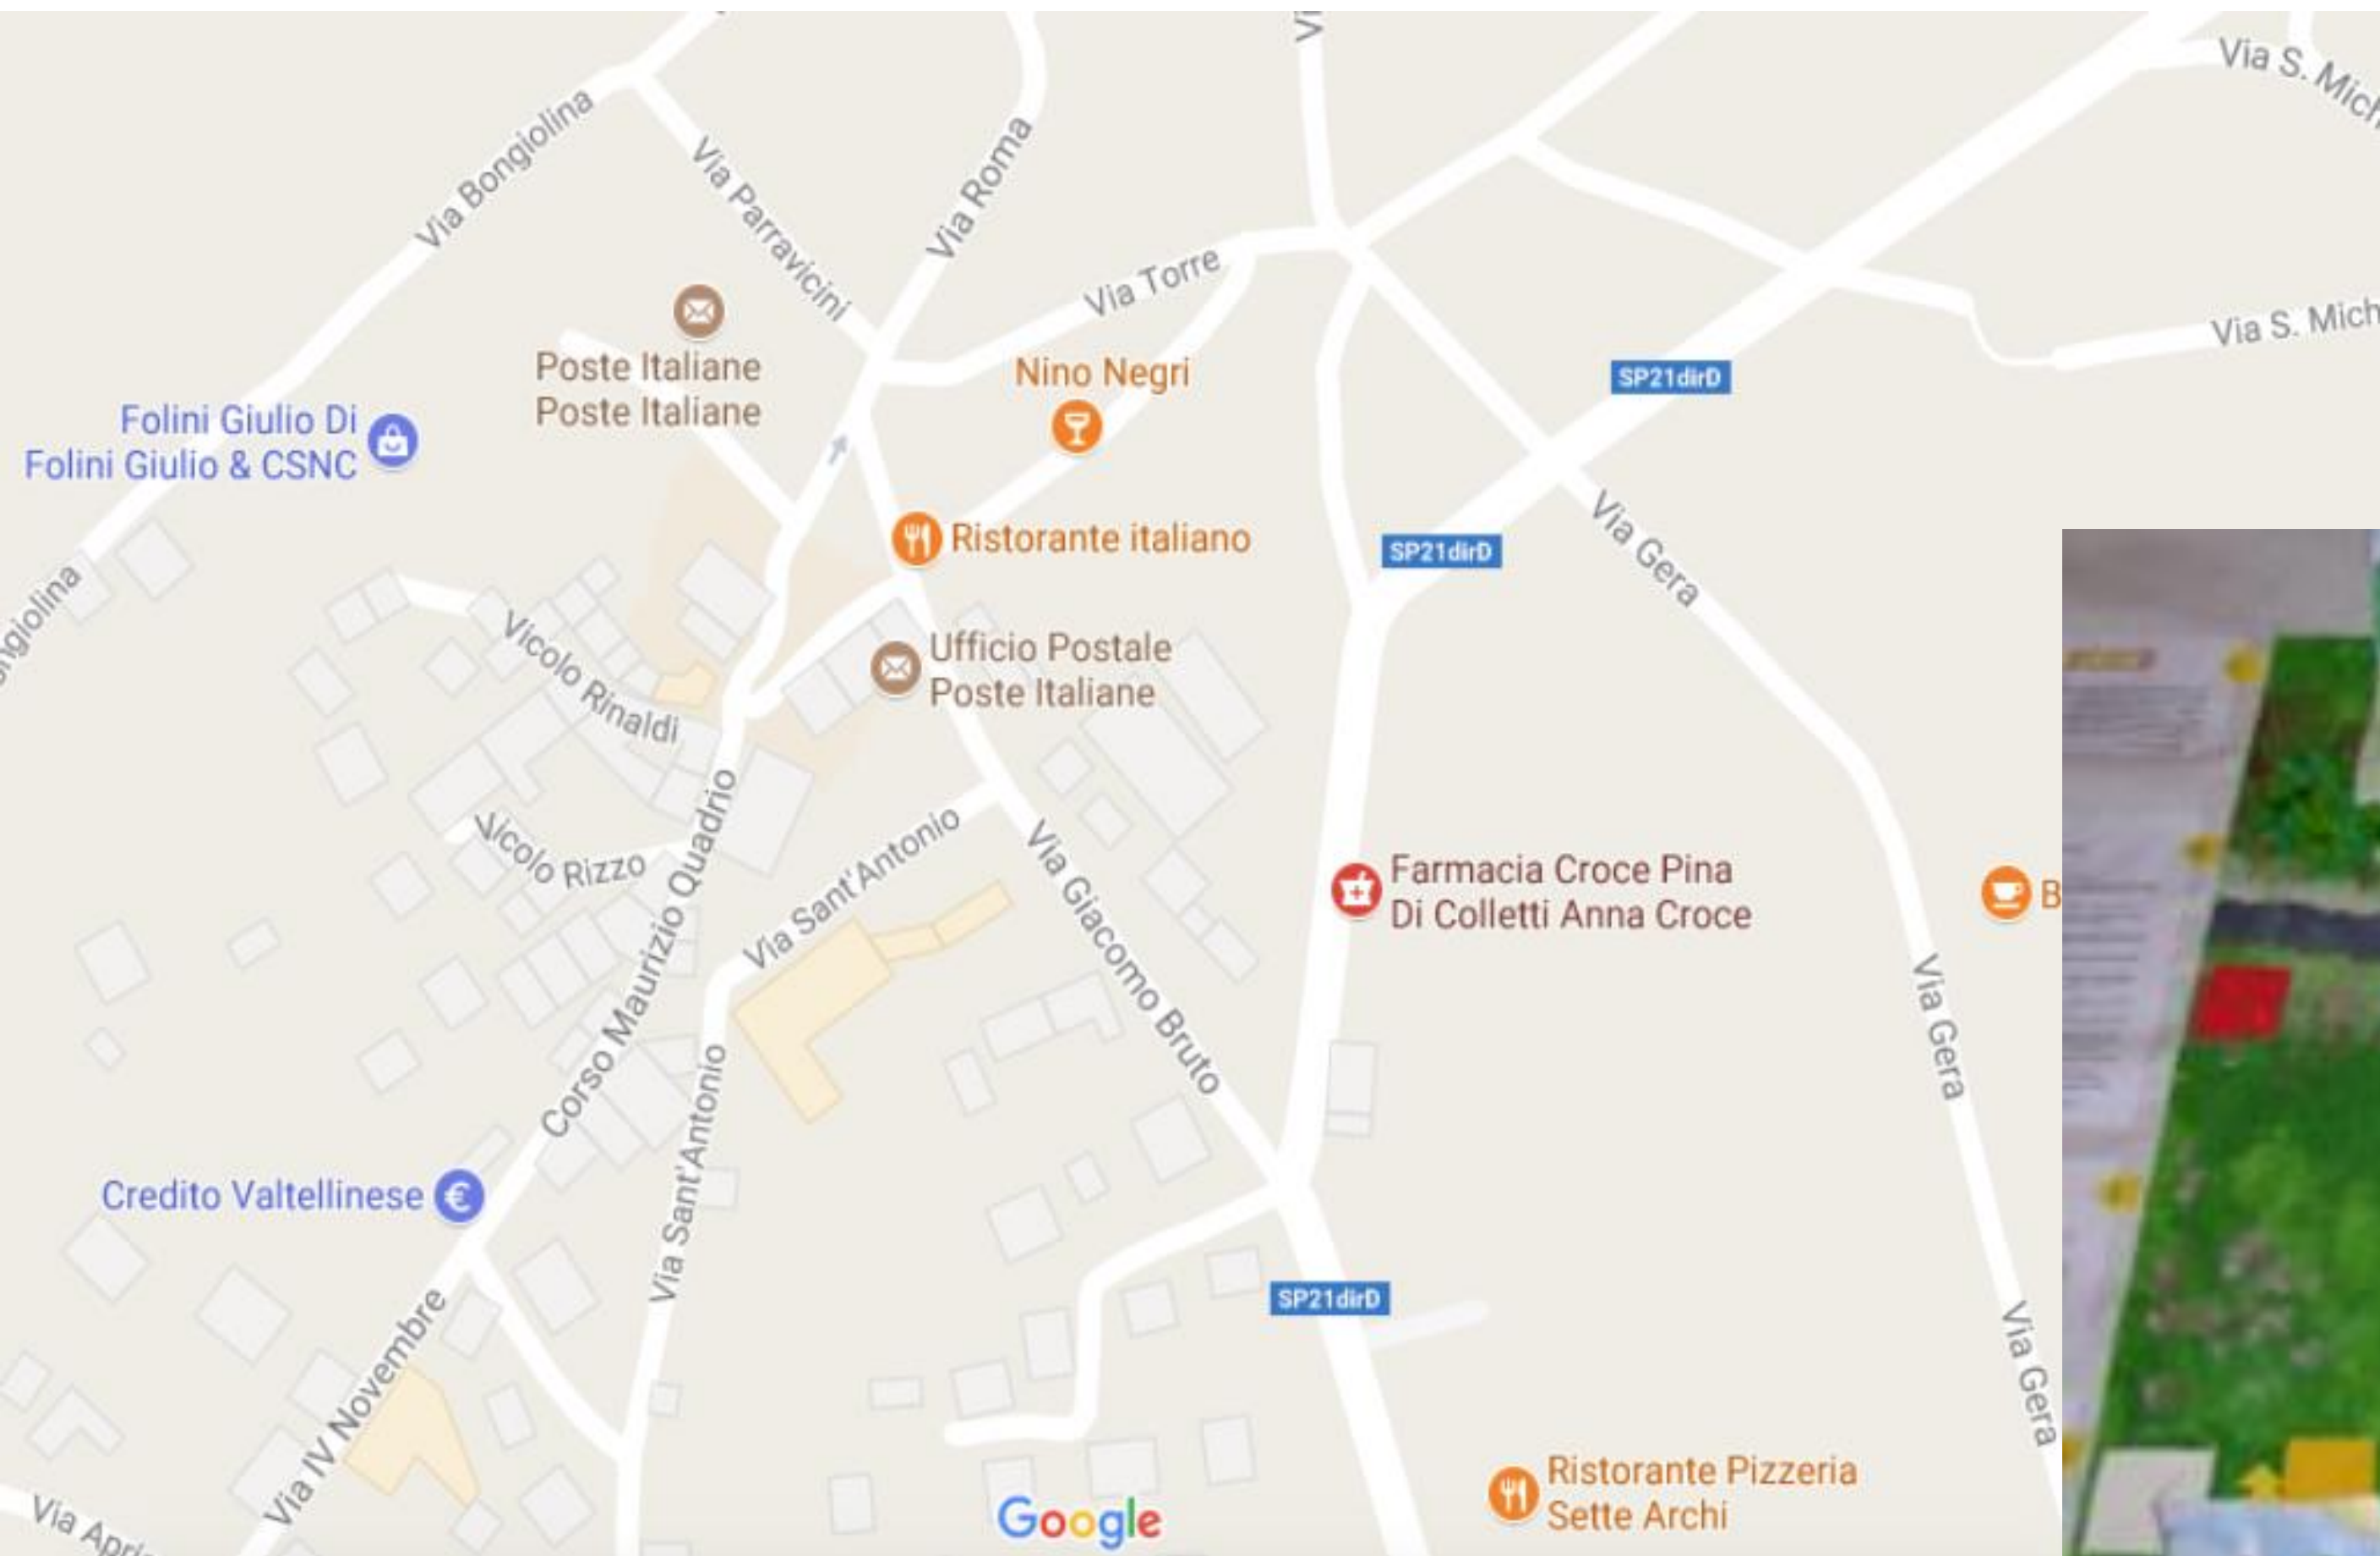 Via S. Mich
Via Bongiolina
Via Parravicini
Via Roma
Via Torre
Via S. Mich
Poste Italiane
Poste Italiane
Nino Negri
SP21dirD
Folini Giulio Di
Folini Giulio & CSNC
Ristorante italiano
SP21dirD
Via Gera
ngiolina
Vicolo Rinaldi
Ufficio Postale
Poste Italiane
Vicolo Rizzo
Corso Maurizio Quadrio
Via Sant'Antonio
Via Giacomo Bruto
Farmacia Croce Pina
Di Colletti Anna Croce
B
Via Gera
Via Sant'Antonio
Credito Valtellinese
SP21dirD
Via IV Novembre
Via Gera
Ristorante Pizzeria
Sette Archi
Via Apri
Google